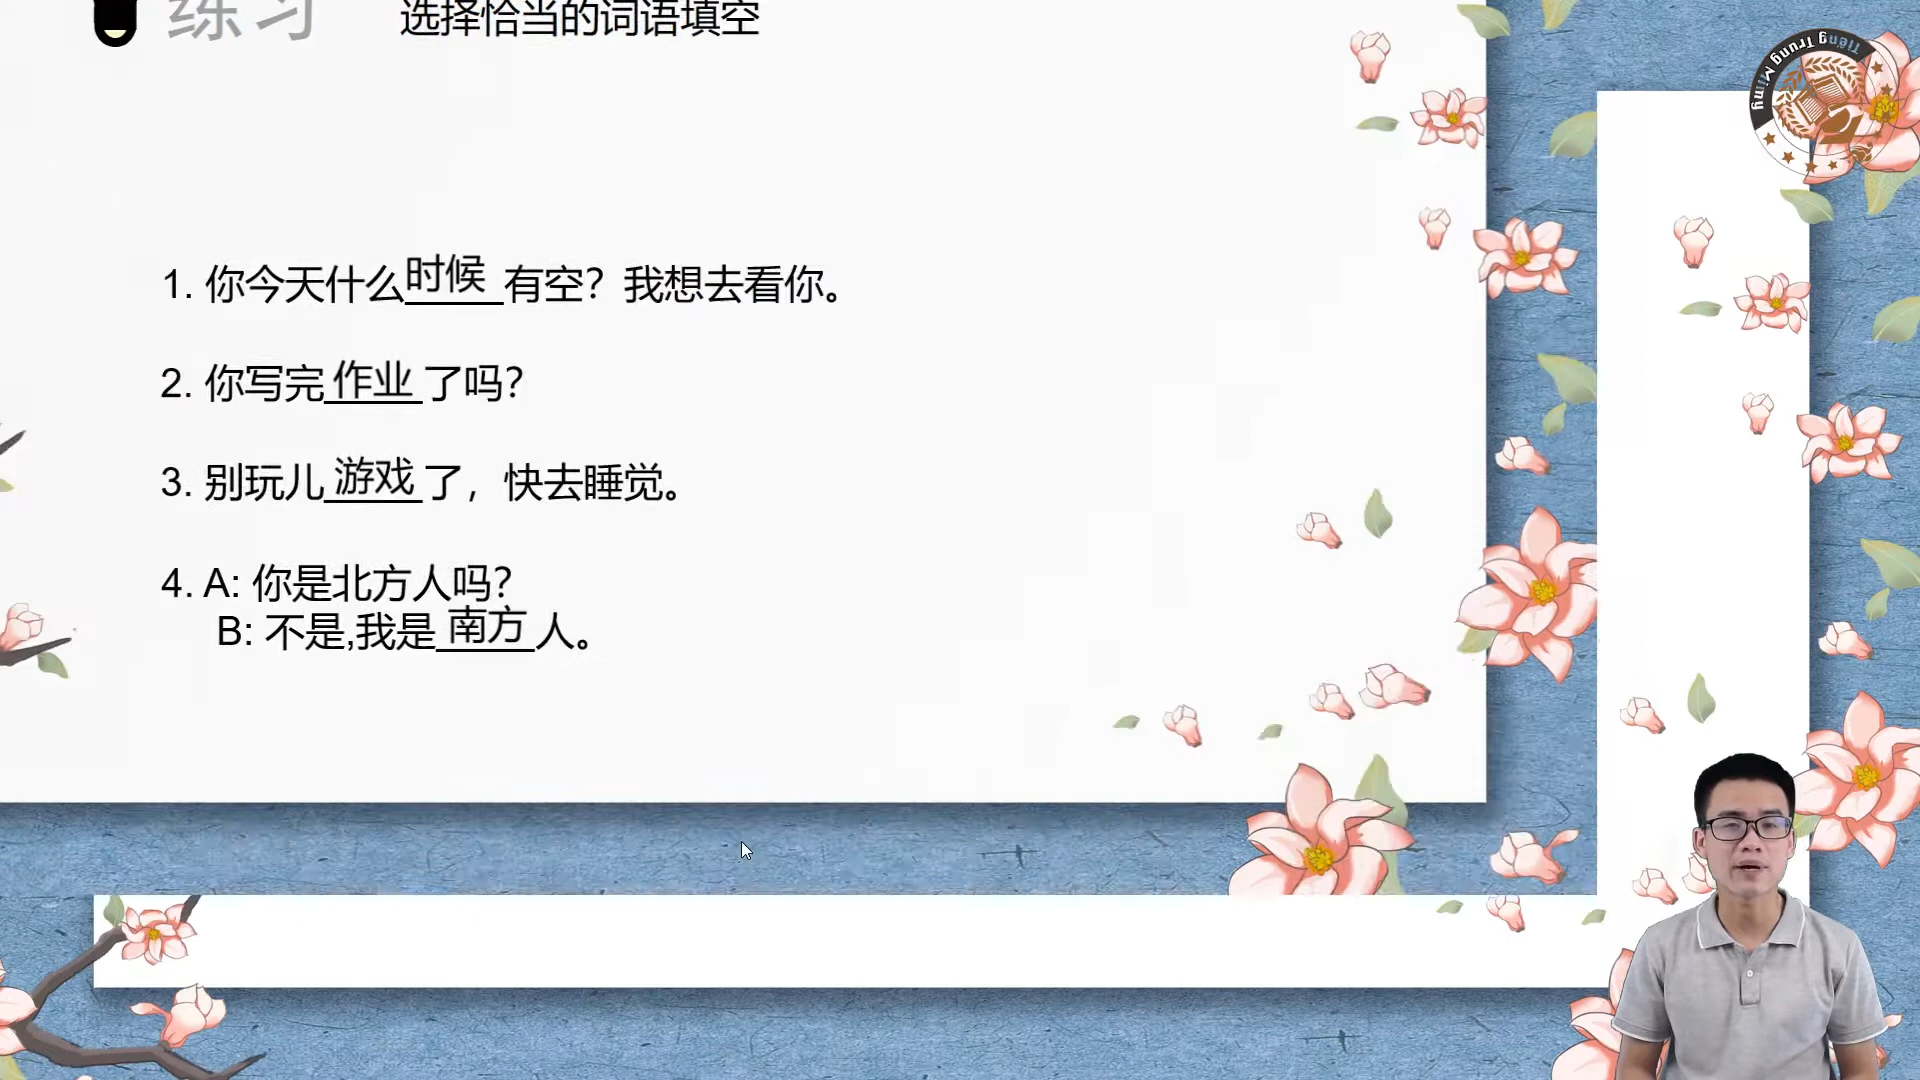 练习
选择恰当的词语填空
Tiếng Trung Mimy
1. 你今天什么时候有空？我想去看你。
2. 你写完作业了吗？
3. 别玩儿游戏了，快去睡觉。
4. A: 你是北方人吗？
B: 不是,我是南方人。